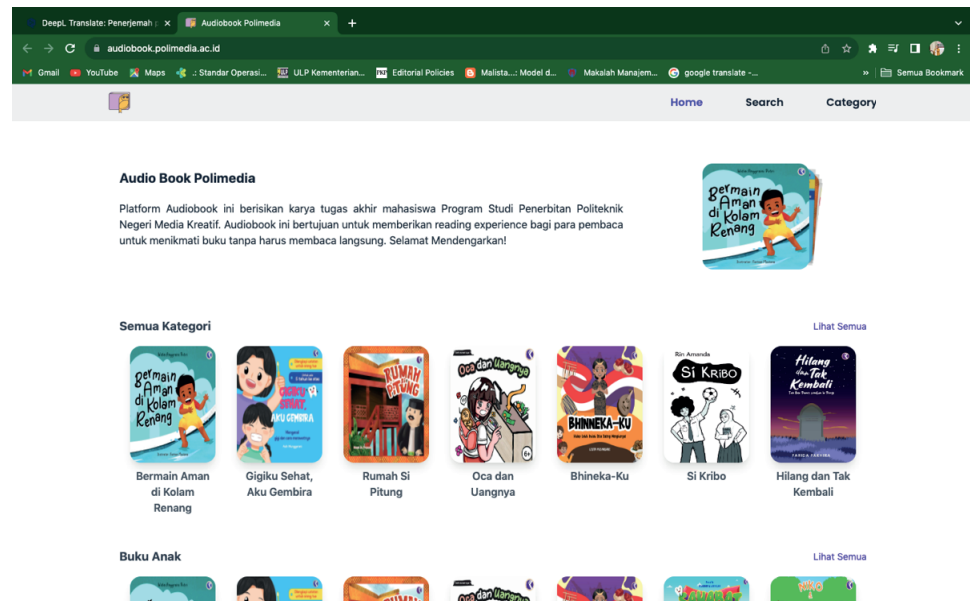 DeepL Translate: Penerjemah
Audiobook Polimedia
audiobook.polimedia.ac.id
Gmail
YouTube
Maps
.: Standar Operasi...
ULP Kementerian...
PKP
Editorial Policies
Malista...: Model d...
Makalah Manajem...
google translate -...
»
Semua Bookmark
Home
Search
Category
Audio Book Polimedia
Platform Audiobook ini berisikan karya tugas akhir mahasiswa Program Studi Penerbitan Politeknik
Negeri Media Kreatif. Audiobook ini bertujuan untuk memberikan reading experience bagi para pembaca
untuk menikmati buku tanpa harus membaca langsung. Selamat Mendengarkan!
Bermain
Aman
di Kolam
Renang
Semua Kategori
Lihat Semua
Bermain
Aman
di Kolam
Renang
GIGIKU
SEHAT,
AKU GEMBIRA
RUMAH
SI
PITUNG
Oca dan Uangnya
6+
BHINNEKA-KU
Rin Amanda
Si KRIBO
Hilang
dan Tak
Kembali
Bermain Aman
di Kolam
Renang
Gigiku Sehat,
Aku Gembira
Rumah Si
Pitung
Oca dan
Uangnya
Bhineka-Ku
Si Kribo
Hilang dan Tak
Kembali
Buku Anak
Lihat Semua